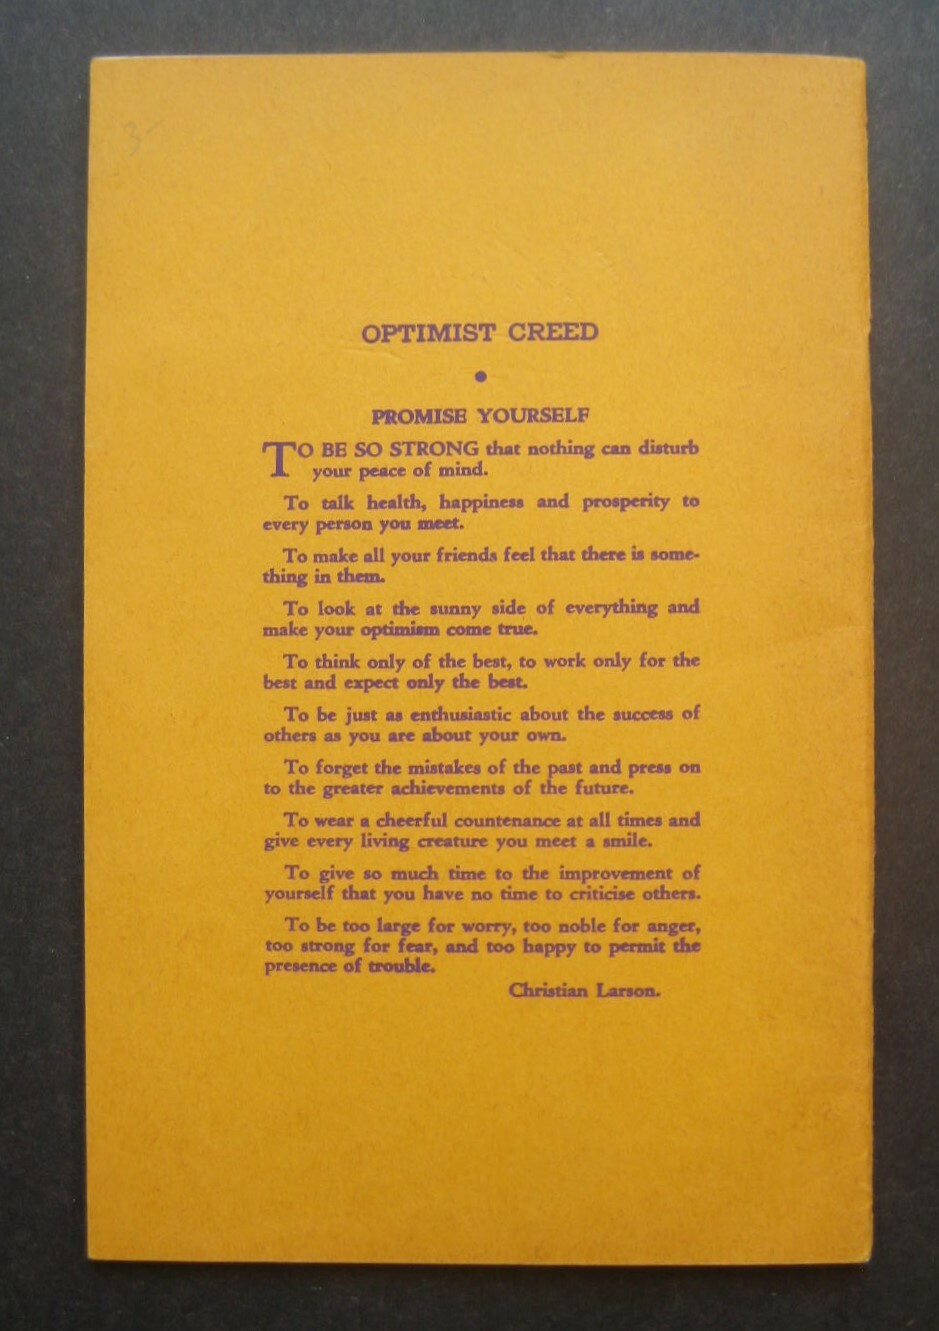 3-
OPTIMIST CREED
•
PROMISE YOURSELF
TO BE SO STRONG that nothing can disturb
your peace of mind.
To talk health, happiness and prosperity to
every person you meet.
To make all your friends feel that there is some-
thing in them.
To look at the sunny side of everything and
make your optimism come true.
To think only of the best, to work only for the
best and expect only the best.
To be just as enthusiastic about the success of
others as you are about your own.
To forget the mistakes of the past and press on
to the greater achievements of the future.
To wear a cheerful countenance at all times and
give every living creature you meet a smile.
To give so much time to the improvement of
yourself that you have no time to criticise others.
To be too large for worry, too noble for anger,
too strong for fear, and too happy to permit the
presence of trouble.
Christian Larson.